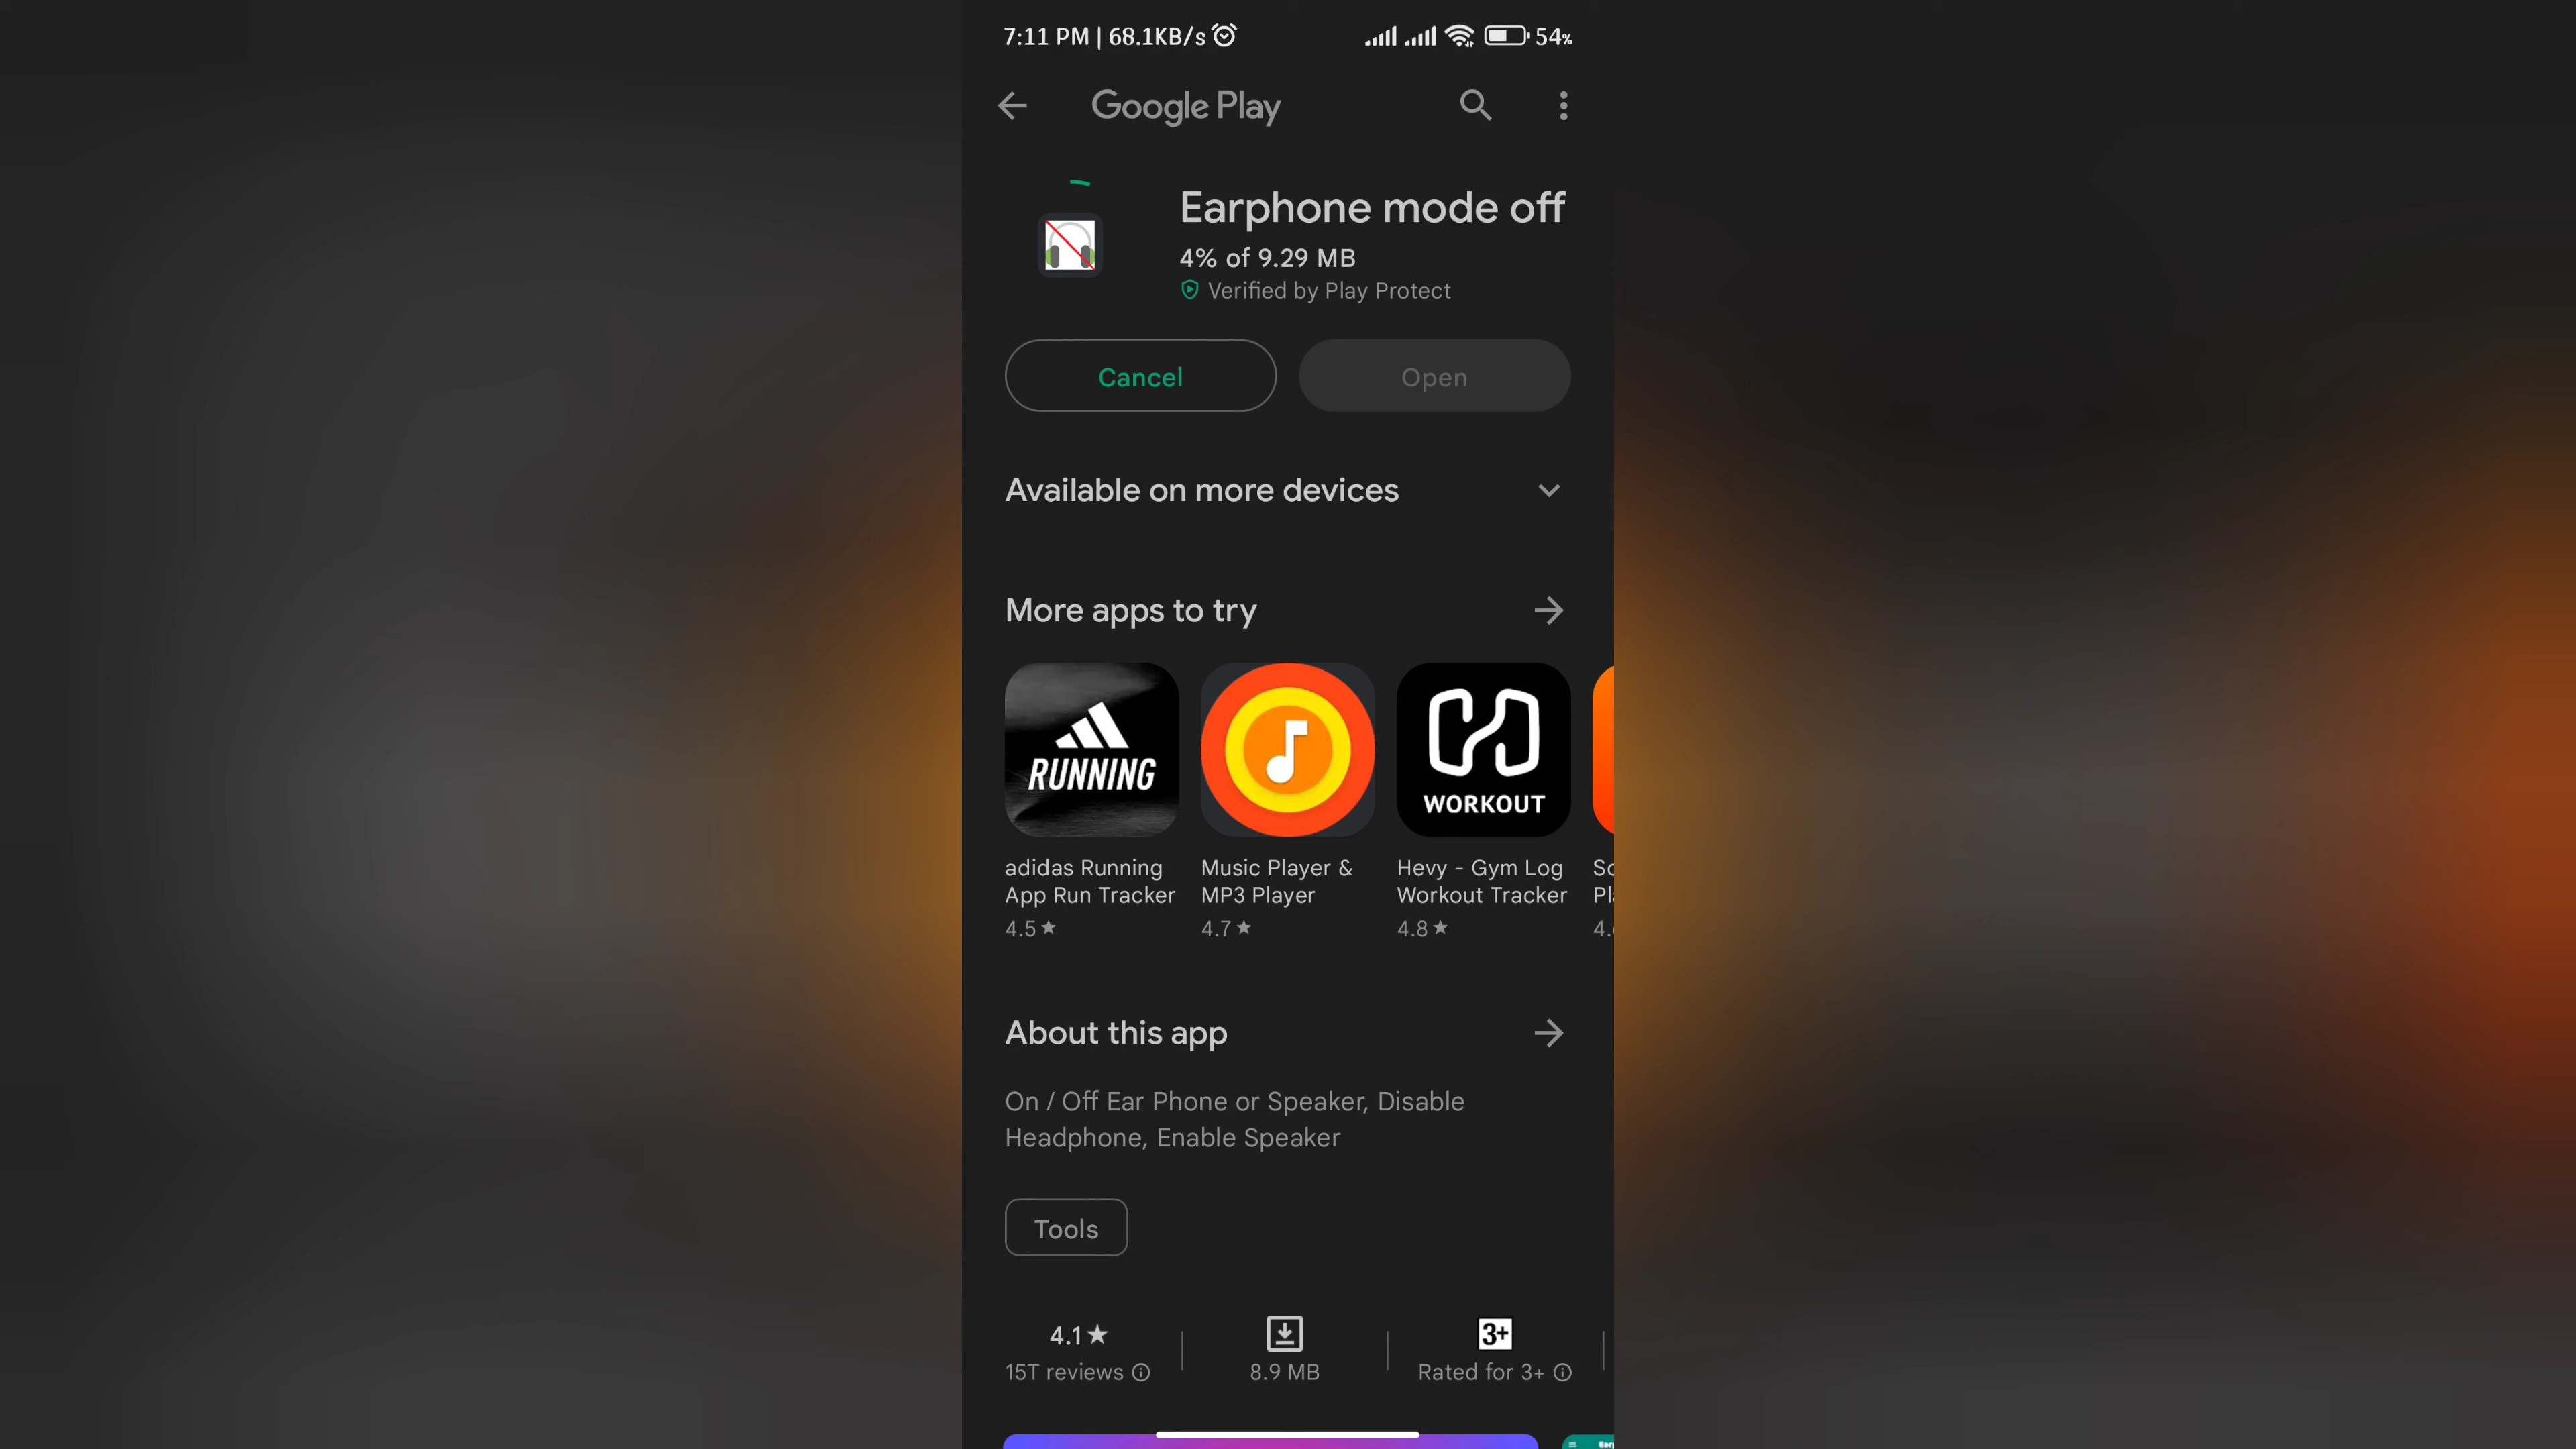 7:11 PM | 68.1KB/s 54%
Google Play
Earphone mode off
4% of 9.29 MB
Verified by Play Protect
Cancel Open
Available on more devices
More apps to try
RUNNING
WORKOUT
adidas Running App Run Tracker
4.5★
Music Player & MP3 Player
4.7★
Hevy - Gym Log Workout Tracker
4.8★
About this app
On / Off Ear Phone or Speaker, Disable
Headphone, Enable Speaker
Tools
4.1★
15T reviews
8.9 MB
3+
Rated for 3+